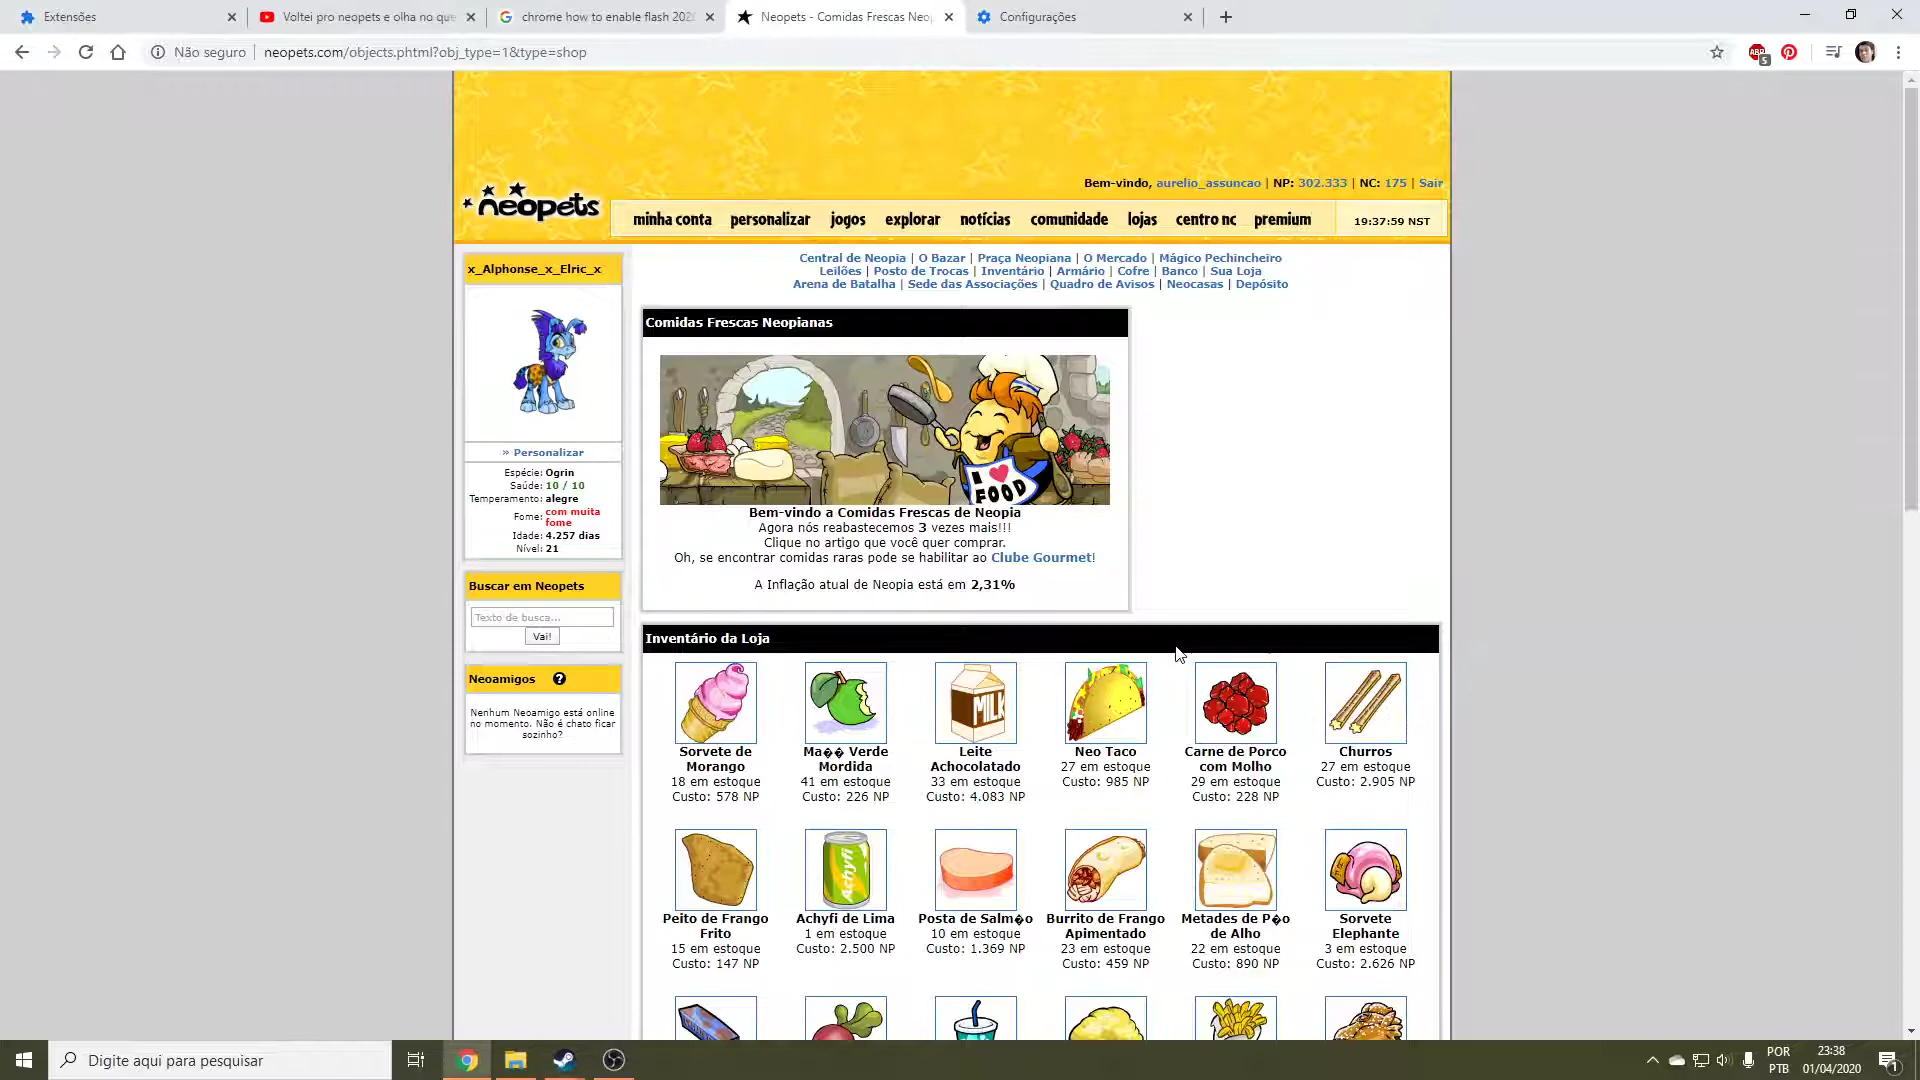 Extensões
Voltei pro neopets e olha no que
chrome how to enable flash 2020
Neopets - Comidas Frescas Neop
Configurações
Não seguro
neopets.com/objects.phtml?obj_type=1&type=shop
ABP
5
Bem-vindo, aurelio_assuncao | NP: 302.333 | NC: 175 | Sair
neopets
minha conta personalizar jogos explorar notícias comunidade lojas centro nc premium
19:37:59 NST
x_Alphonse_x_Elric_x
» Personalizar
Espécie: Ogrin
Saúde: 10 / 10
Temperamento: alegre
Fome: com muita
fome
Idade: 4.257 dias
Nível: 21
Buscar em Neopets
Texto de busca...
Vai!
Neoamigos ?
Nenhum Neoamigo está online
no momento. Não é chato ficar
sozinho?
Central de Neopia | O Bazar | Praça Neopiana | O Mercado | Mágico Pechincheiro
Leilões | Posto de Trocas | Inventário | Armário | Cofre | Banco | Sua Loja
Arena de Batalha | Sede das Associações | Quadro de Avisos | Neocasas | Depósito
Comidas Frescas Neopianas
I ♥
FOOD
Bem-vindo a Comidas Frescas de Neopia
Agora nós reabastecemos 3 vezes mais!!!
Clique no artigo que você quer comprar.
Oh, se encontrar comidas raras pode se habilitar ao Clube Gourmet!
A Inflação atual de Neopia está em 2,31%
Inventário da Loja
MILK
Sorvete de
Morango
18 em estoque
Custo: 578 NP
Ma�� Verde
Mordida
41 em estoque
Custo: 226 NP
Leite
Achocolatado
33 em estoque
Custo: 4.083 NP
Neo Taco
27 em estoque
Custo: 985 NP
Carne de Porco
com Molho
29 em estoque
Custo: 228 NP
Churros
27 em estoque
Custo: 2.905 NP
Achyfi
Peito de Frango
Frito
15 em estoque
Custo: 147 NP
Achyfi de Lima
1 em estoque
Custo: 2.500 NP
Posta de Salm�o
10 em estoque
Custo: 1.369 NP
Burrito de Frango
Apimentado
23 em estoque
Custo: 459 NP
Metades de P�o
de Alho
22 em estoque
Custo: 890 NP
Sorvete
Elephante
3 em estoque
Custo: 2.626 NP
Digite aqui para pesquisar
POR
PTB
23:38
01/04/2020
1